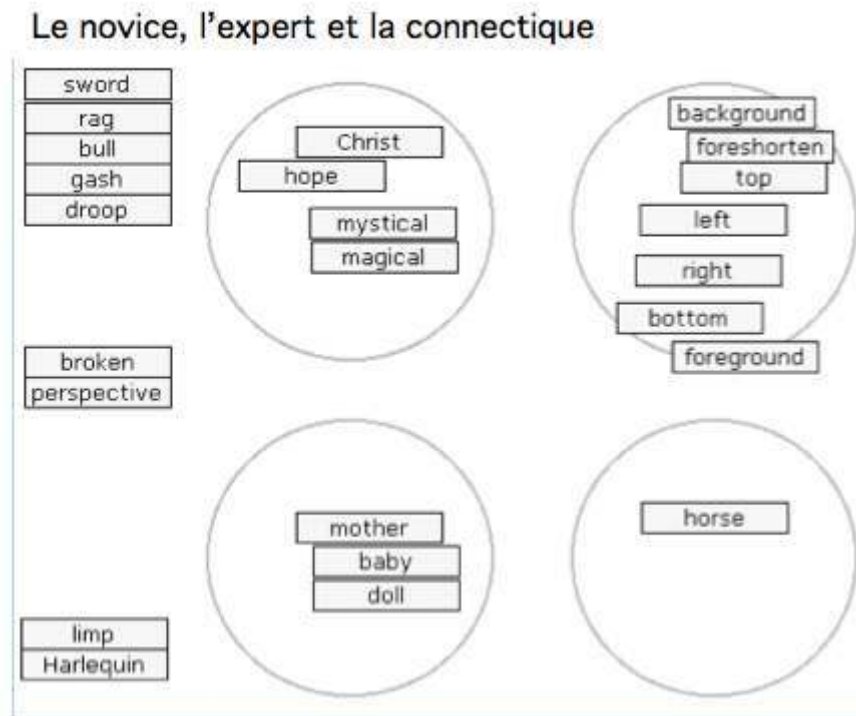 Le novice, l’expert et la connectique
sword
rag
bull
gash
droop
broken
perspective
limp
Harlequin
Christ
hope
mystical
magical
background
foreshorten
top
left
right
bottom
foreground
mother
baby
doll
horse